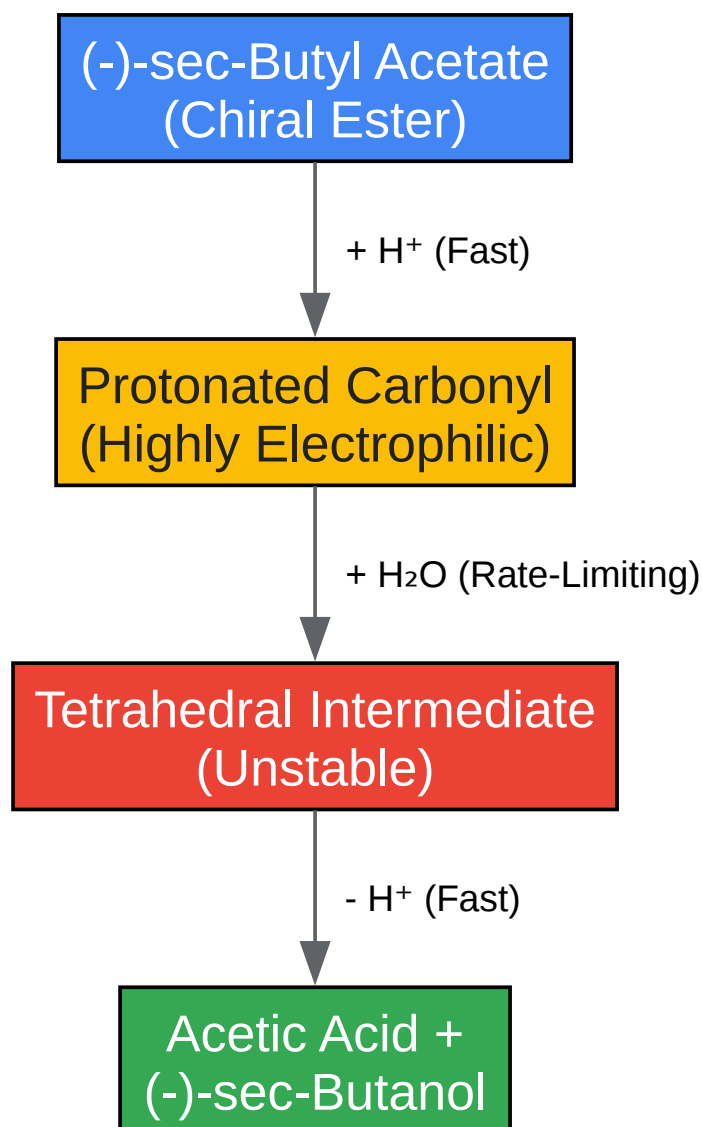 (-)-sec-Butyl Acetate
(Chiral Ester)
+ H⁺ (Fast)
Protonated Carbonyl
(Highly Electrophilic)
+ H₂O (Rate-Limiting)
Tetrahedral Intermediate
(Unstable)
- H⁺ (Fast)
Acetic Acid +
(-)-sec-Butanol